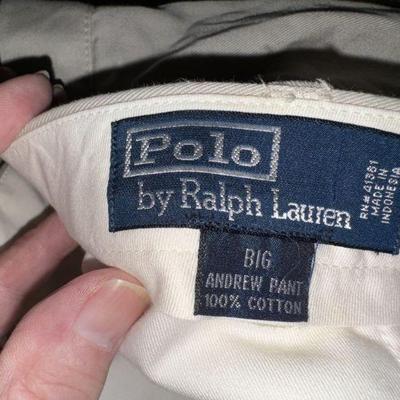 Polo
by Ralph Lauren
RN# 41381
MADE IN
INDONESIA
BIG
ANDREW PANT
100% COTTON